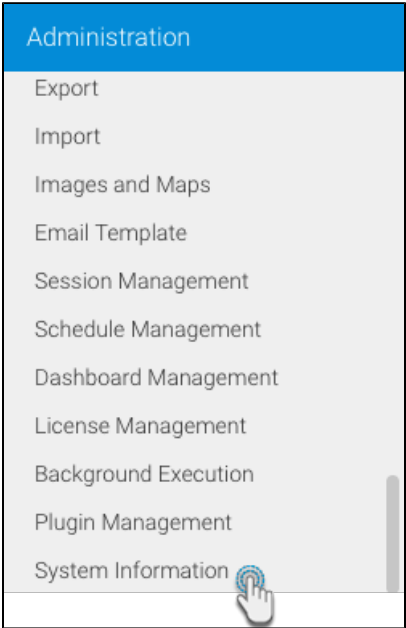 Administration
Export
Import
Images and Maps
Email Template
Session Management
Schedule Management
Dashboard Management
License Management
Background Execution
Plugin Management
System Information